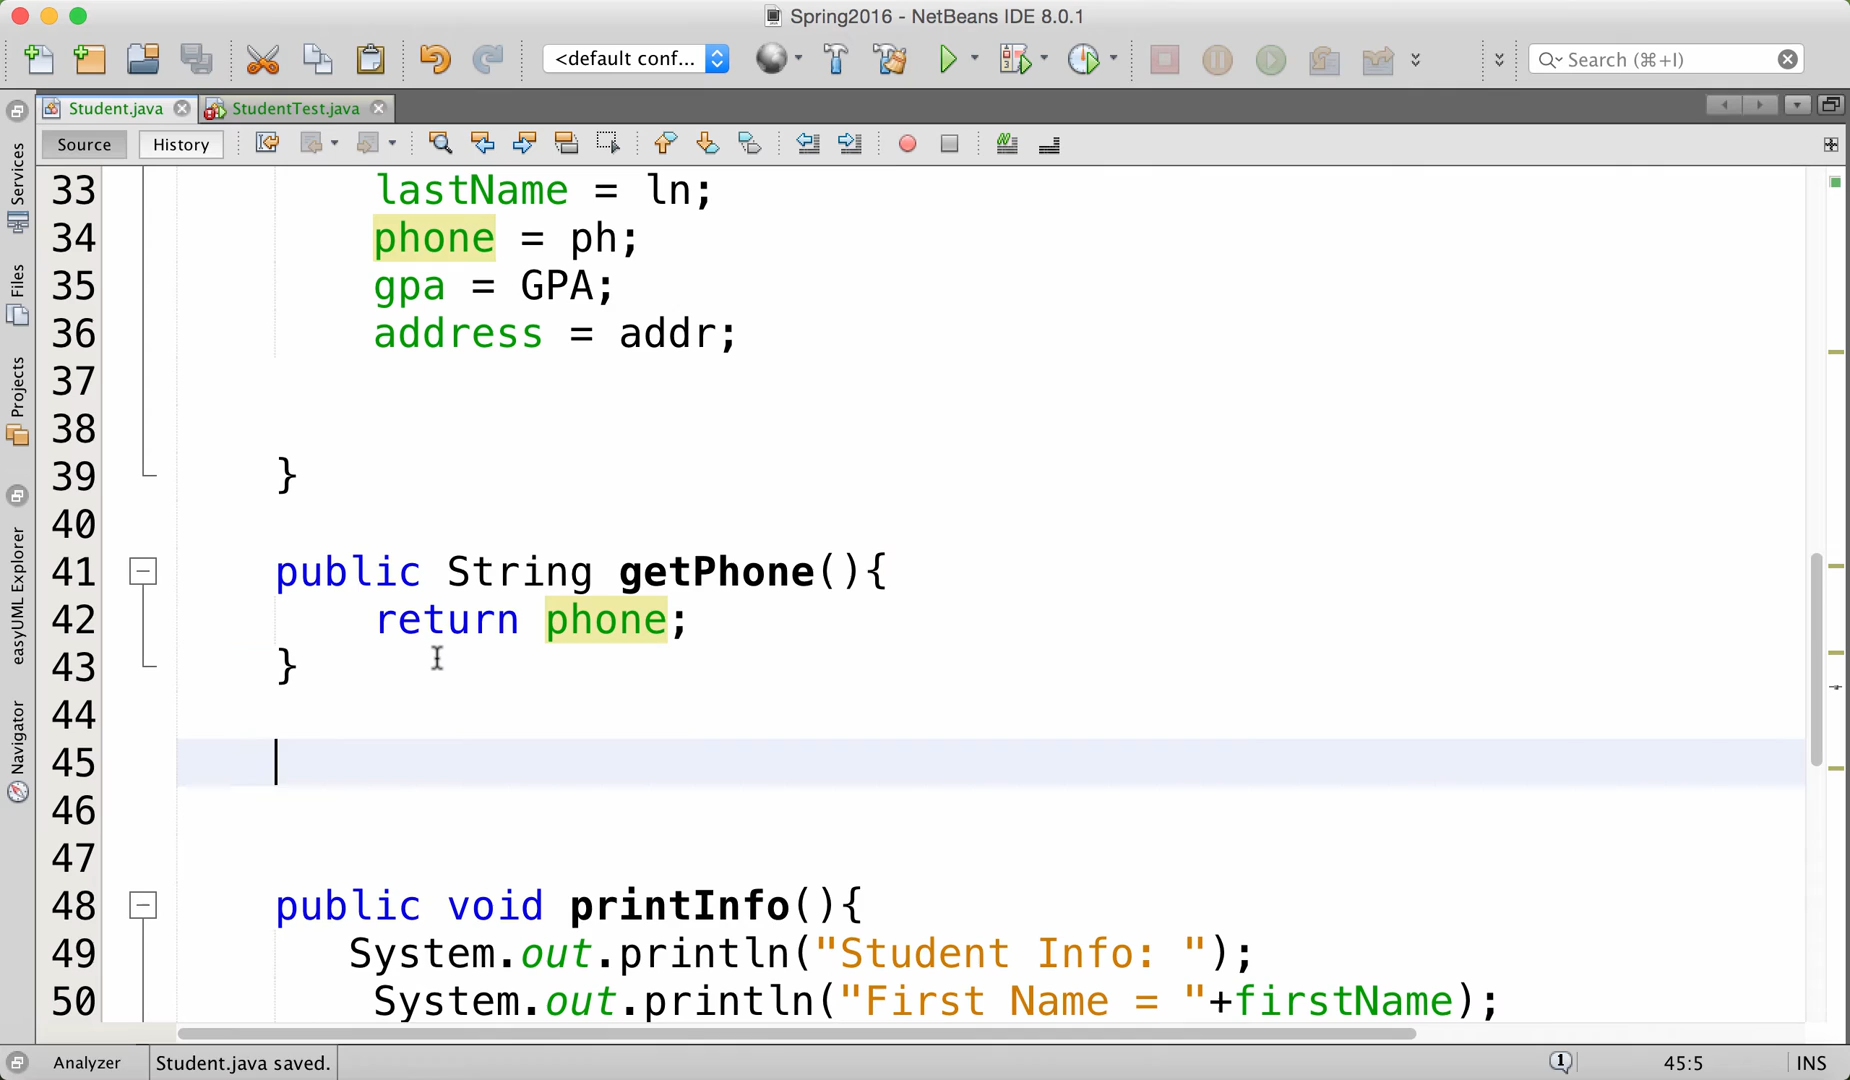 Spring2016 - NetBeans IDE 8.0.1
<default conf...
Search (⌘+I)
Student.java
StudentTest.java
Source
History
Services
Files
Projects
easyUML Explorer
Navigator
33 lastName = ln;
34 phone = ph;
35 gpa = GPA;
36 address = addr;
37
38
39 }
40
41 public String getPhone(){
42 return phone;
43 }
44
45
46
47
48 public void printInfo(){
49 System.out.println("Student Info: ");
50 System.out.println("First Name = "+firstName);
Analyzer
Student.java saved.
1
45:5
INS